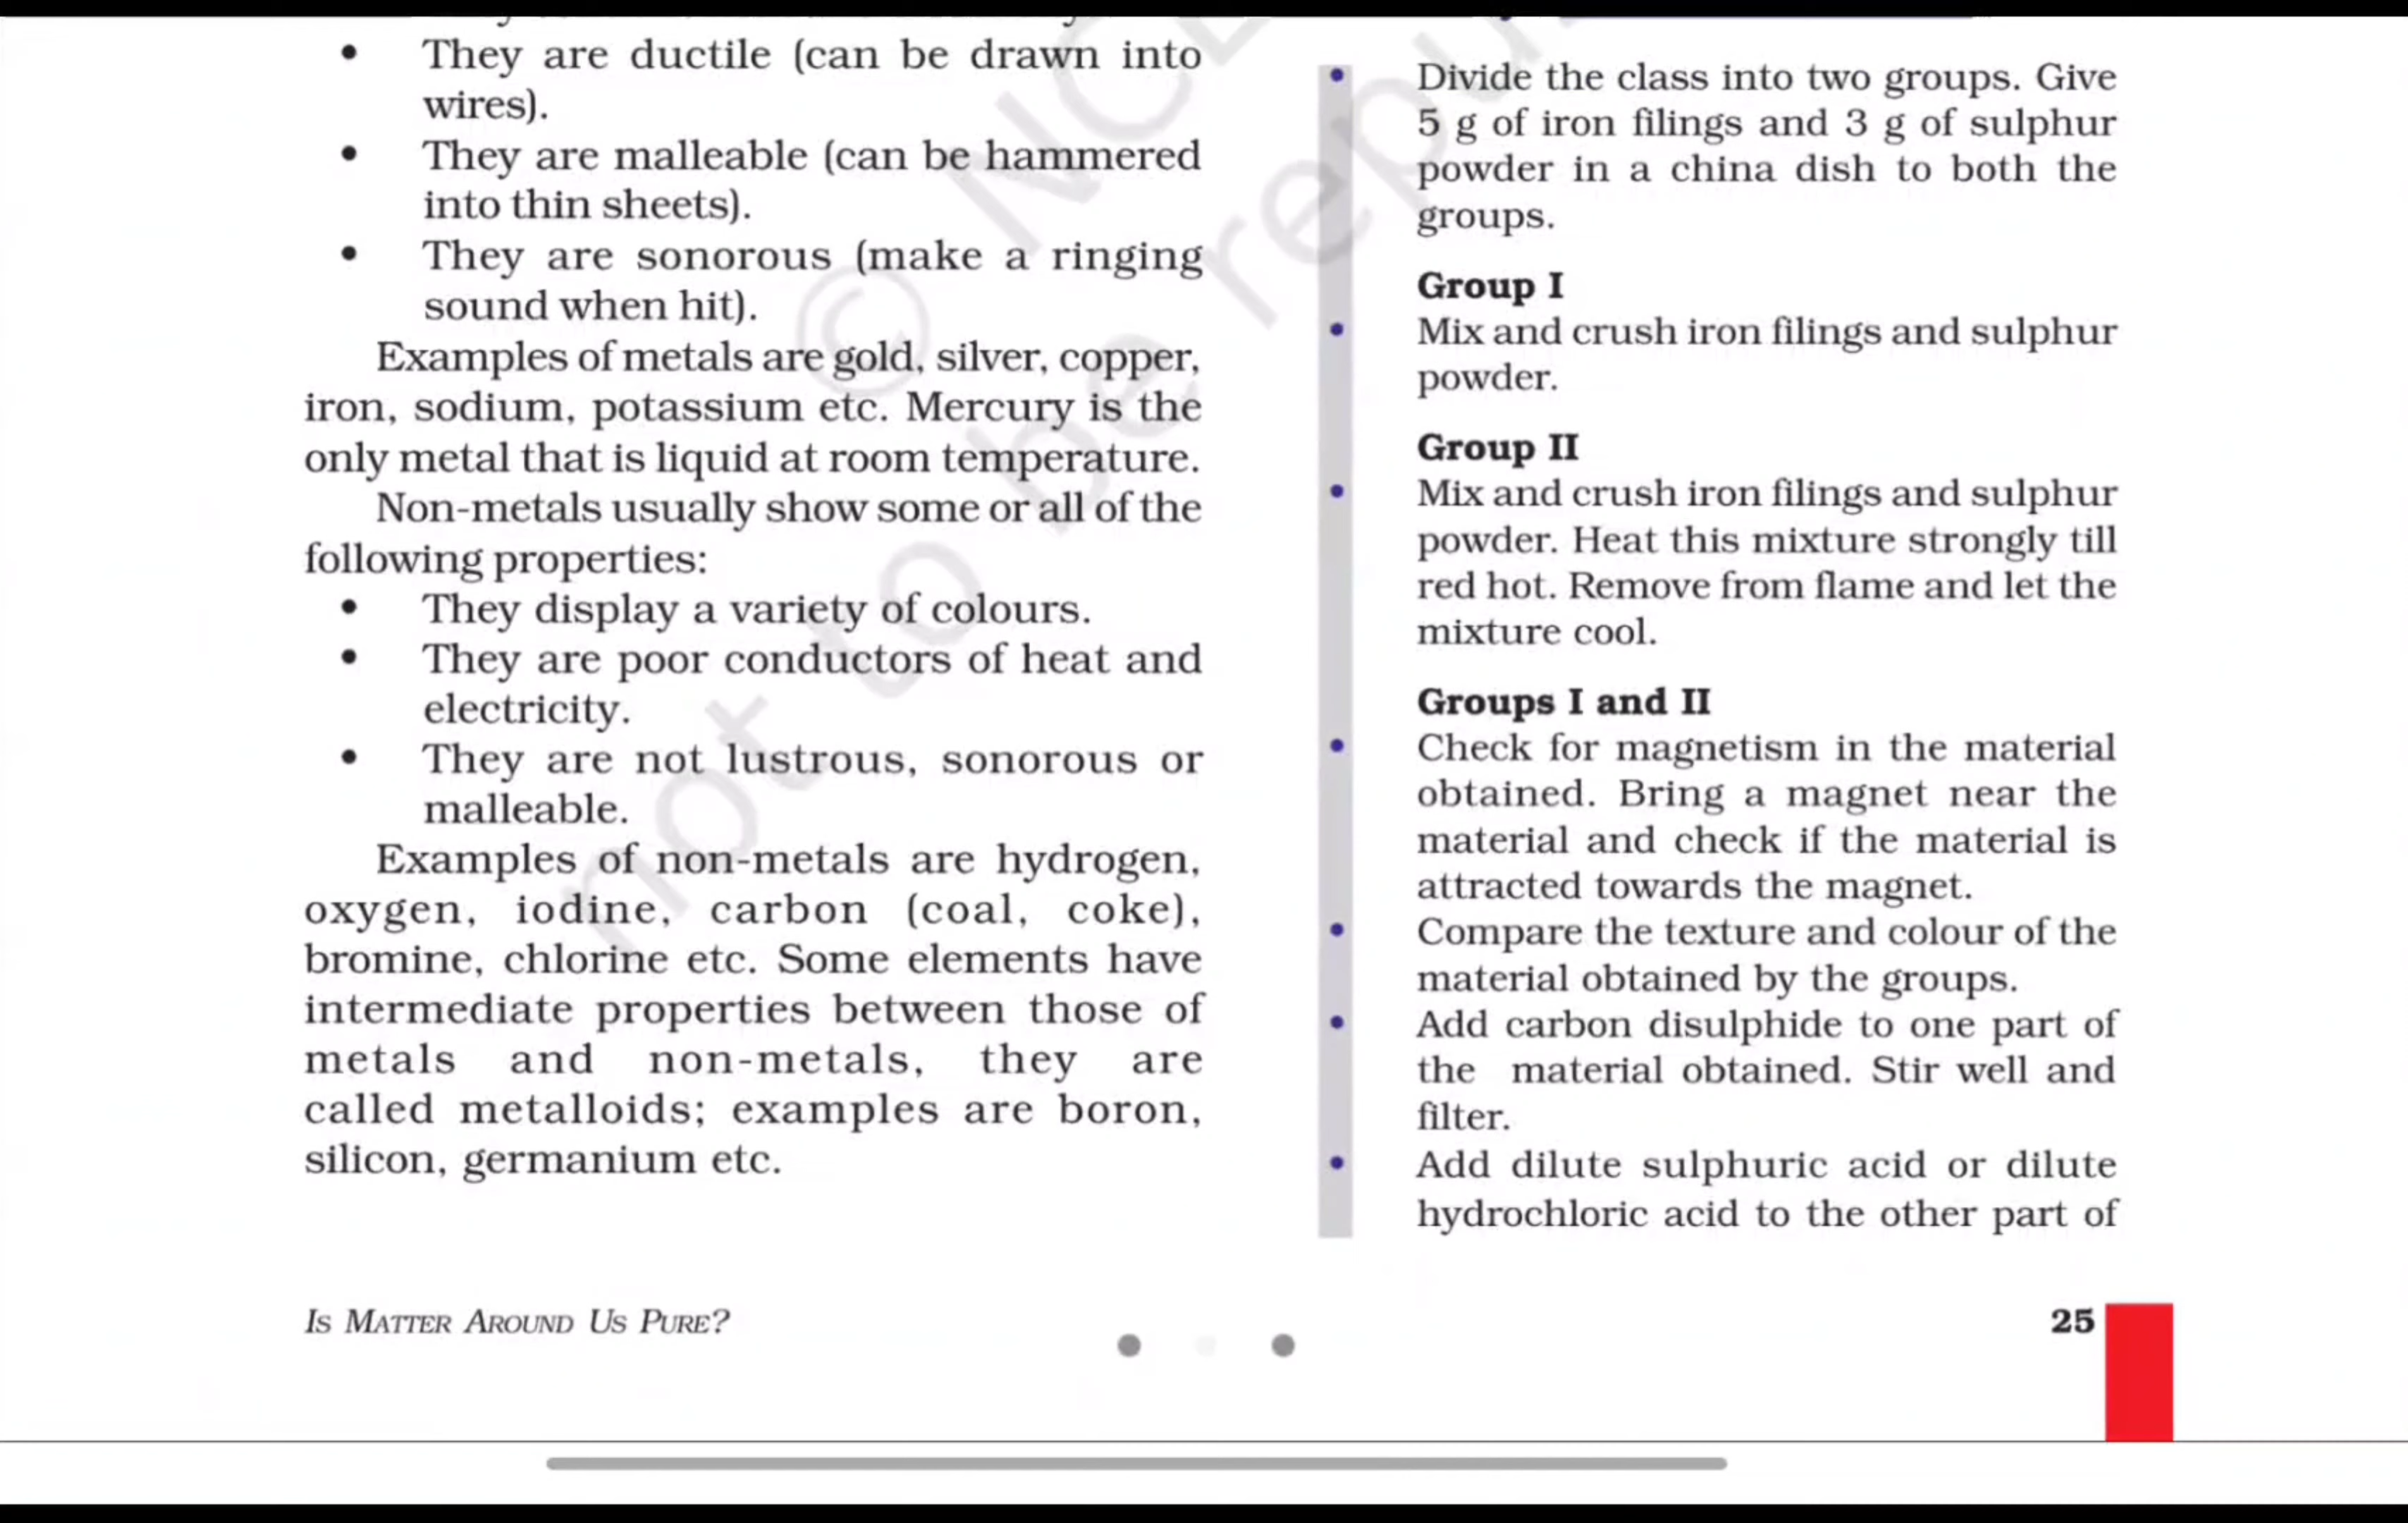 • They are ductile (can be drawn into
wires).
• They are malleable (can be hammered
into thin sheets).
• They are sonorous (make a ringing
sound when hit).
Examples of metals are gold, silver, copper,
iron, sodium, potassium etc. Mercury is the
only metal that is liquid at room temperature.
Non-metals usually show some or all of the
following properties:
• They display a variety of colours.
• They are poor conductors of heat and
electricity.
• They are not lustrous, sonorous or
malleable.
Examples of non-metals are hydrogen,
oxygen, iodine, carbon (coal, coke),
bromine, chlorine etc. Some elements have
intermediate properties between those of
metals and non-metals, they are
called metalloids; examples are boron,
silicon, germanium etc.
• Divide the class into two groups. Give
5 g of iron filings and 3 g of sulphur
powder in a china dish to both the
groups.
Group I
• Mix and crush iron filings and sulphur
powder.
Group II
• Mix and crush iron filings and sulphur
powder. Heat this mixture strongly till
red hot. Remove from flame and let the
mixture cool.
Groups I and II
• Check for magnetism in the material
obtained. Bring a magnet near the
material and check if the material is
attracted towards the magnet.
• Compare the texture and colour of the
material obtained by the groups.
• Add carbon disulphide to one part of
the material obtained. Stir well and
filter.
• Add dilute sulphuric acid or dilute
hydrochloric acid to the other part of
Is Matter Around Us Pure?
25
©
not to be